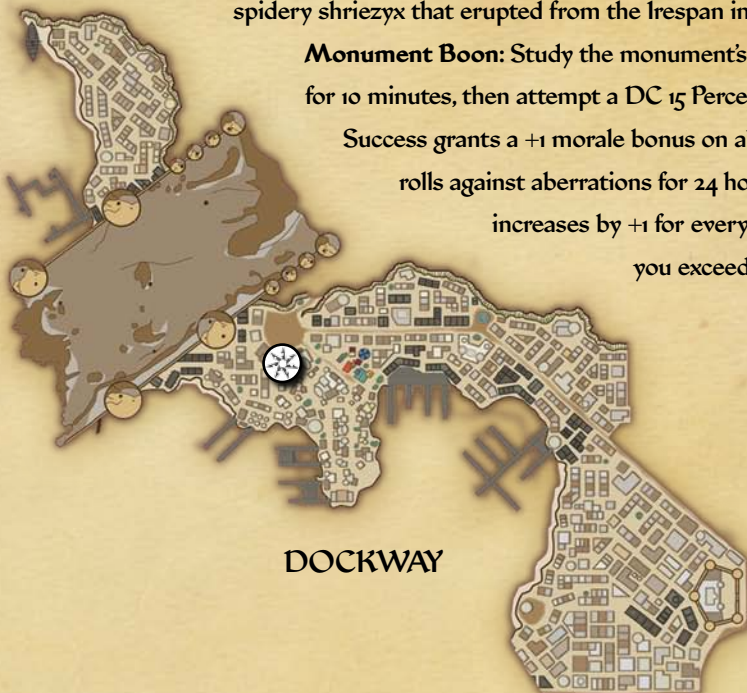 spidery shriezyx that erupted from the Irespan in
Monument Boon: Study the monument's
for 10 minutes, then attempt a DC 15 Perce
Success grants a +1 morale bonus on a
rolls against aberrations for 24 ho
increases by +1 for every
you exceed
DOCKWAY